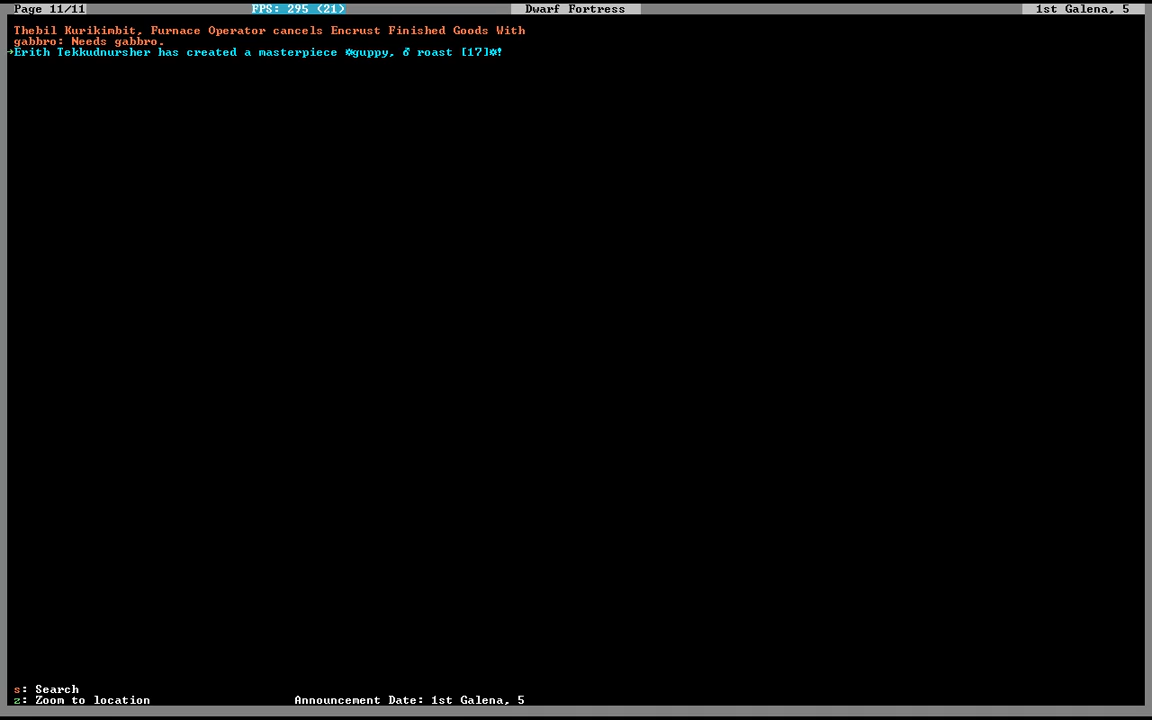 Page 11/11 FPS: 295 (21) Dwarf Fortress 1st Galena, 5
Thebil Kurikimbit, Furnace Operator cancels Encrust Finished Goods With
gabbro: Needs gabbro.
→Erith Tekkudnursher has created a masterpiece ☼guppy, ♂ roast [17]☼!
s: Search
z: Zoom to location Announcement Date: 1st Galena, 5